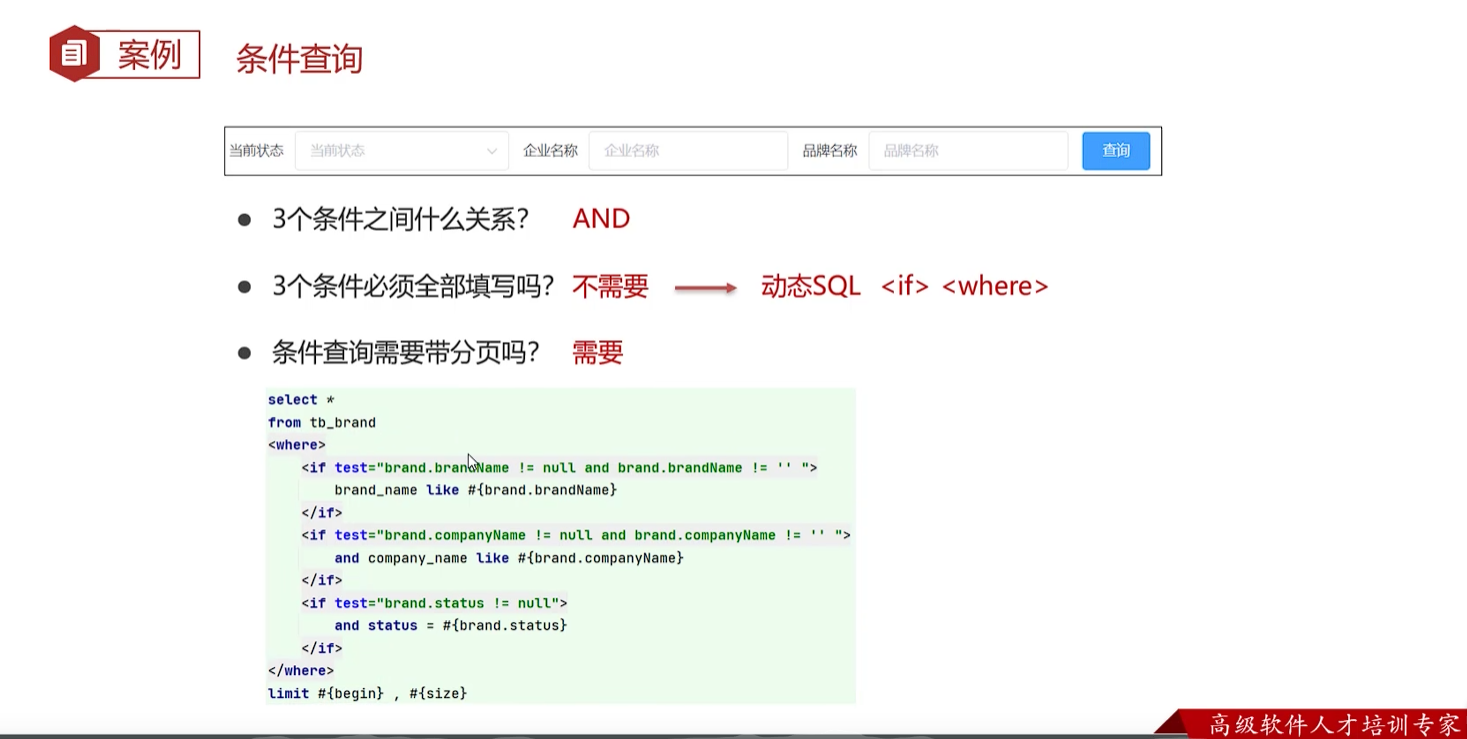 案例 条件查询
当前状态 当前状态 企业名称 企业名称 品牌名称 品牌名称 查询
● 3个条件之间什么关系? AND
● 3个条件必须全部填写吗? 不需要 → 动态SQL <if> <where>
● 条件查询需要带分页吗? 需要
select *
from tb_brand
<where>
<if test="brand.brandName != null and brand.brandName != '' ">
brand_name like #{brand.brandName}
</if>
<if test="brand.companyName != null and brand.companyName != '' ">
and company_name like #{brand.companyName}
</if>
<if test="brand.status != null">
and status = #{brand.status}
</if>
</where>
limit #{begin} , #{size}
高级软件人才培训专家